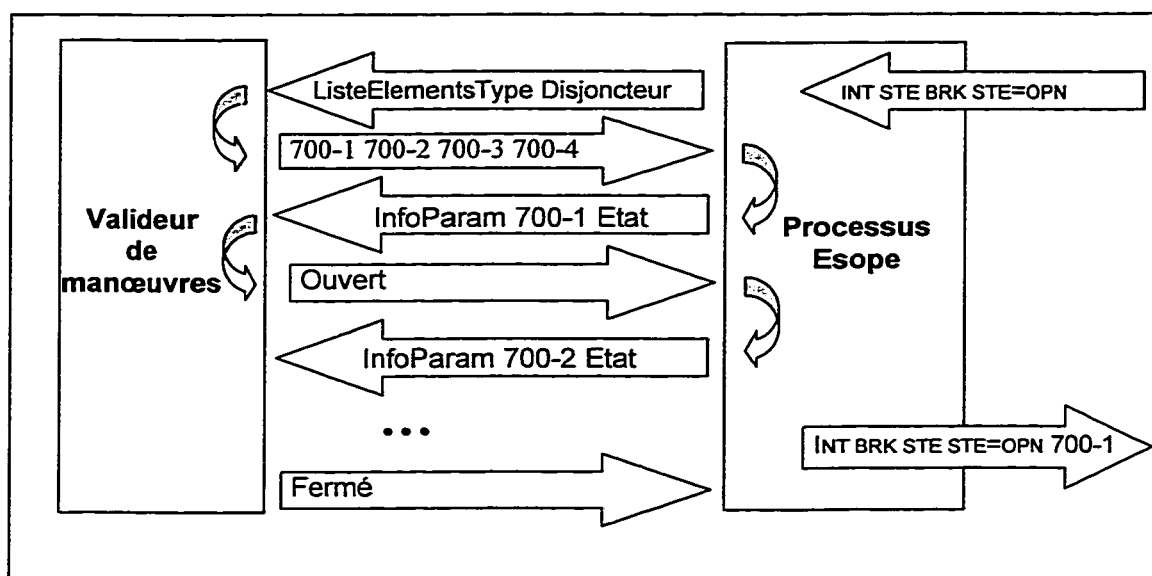 ListeElementsType Disjoncteur
INT STE BRK STE=OPN
700-1 700-2 700-3 700-4
InfoParam 700-1 Etat
Valideur
de
manœuvres
Processus
Esope
Ouvert
InfoParam 700-2 Etat
...
INT BRK STE STE=OPN 700-1
Fermé